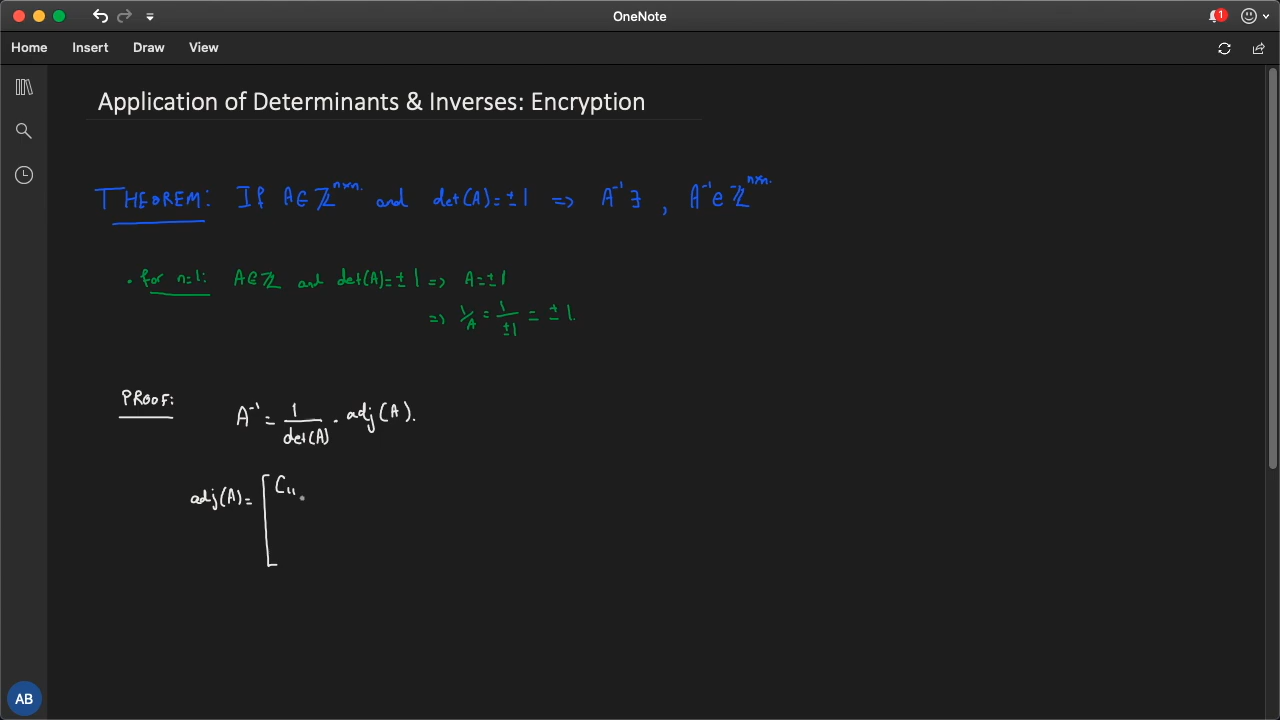 OneNote
1
Home Insert Draw View
Application of Determinants & Inverses: Encryption
THEOREM: If A∈ℤⁿˣⁿ. and det(A)=±1 => A⁻¹∃, A⁻¹∈ℤⁿˣⁿ.
• for n=1: A∈ℤ and det(A)=±1 => A=±1
=> 1/A = 1/±1 = ±1.
PROOF: A⁻¹ = 1/det(A) · adj(A).
adj(A)= [C₁₁
AB